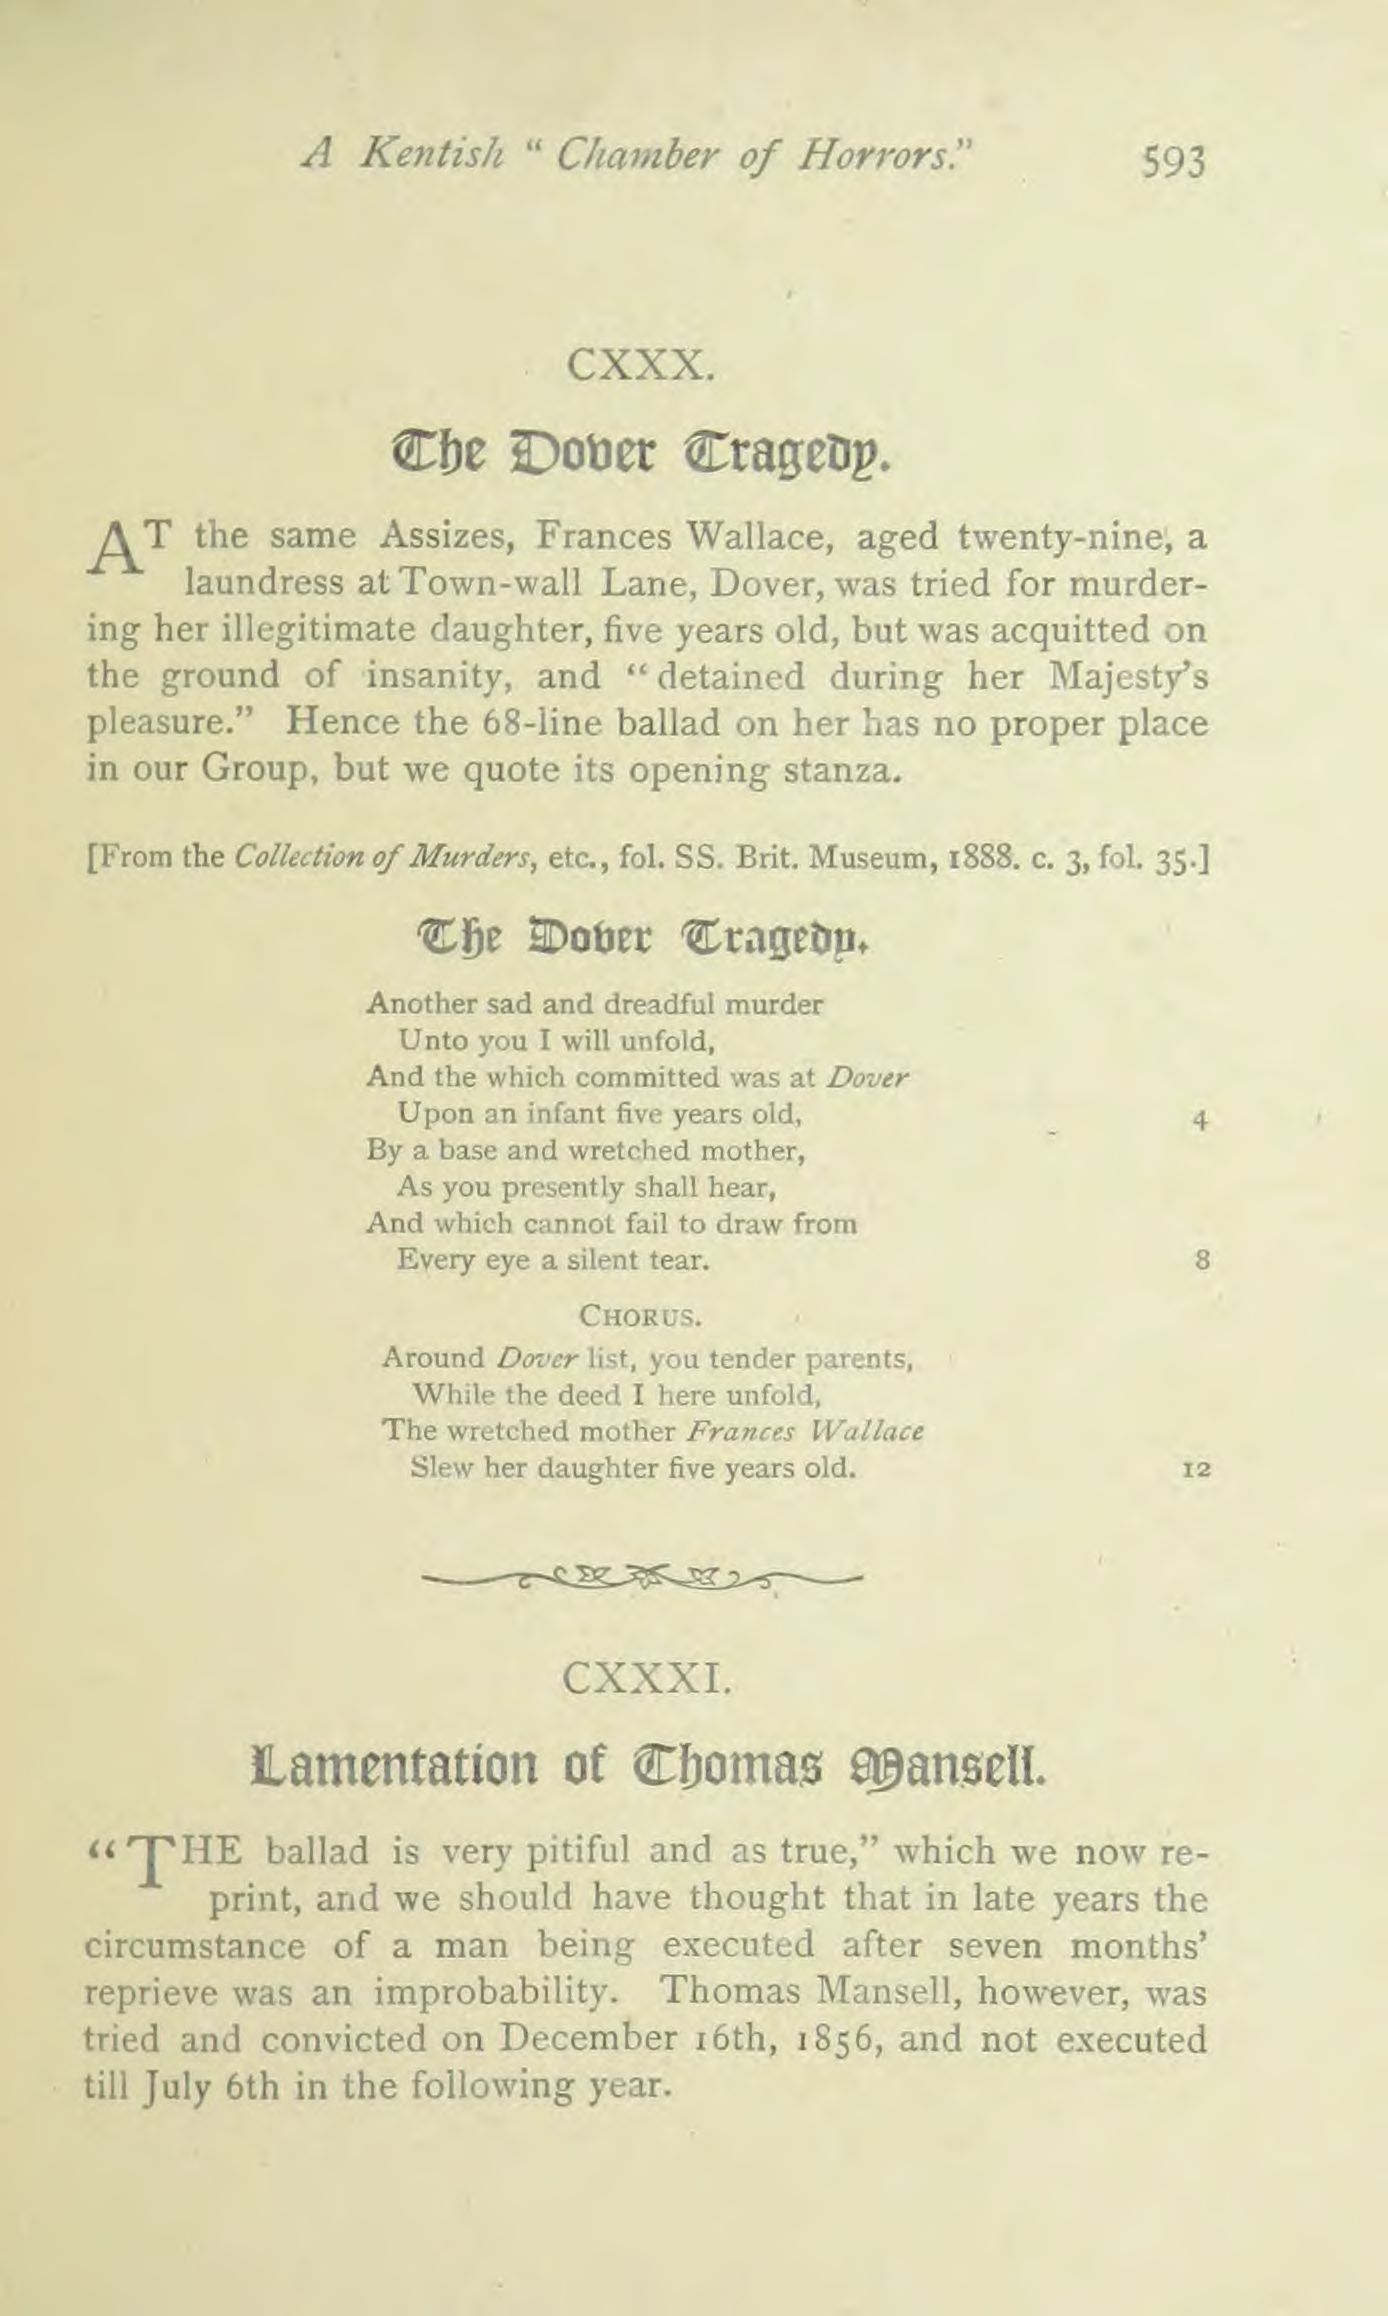 A Kentish “ Chamber of Horrors.” 593
CXXX.
The Dover Tragedy.
AT the same Assizes, Frances Wallace, aged twenty-nine, a
laundress at Town-wall Lane, Dover, was tried for murder-
ing her illegitimate daughter, five years old, but was acquitted on
the ground of insanity, and “ detained during her Majesty’s
pleasure.” Hence the 68-line ballad on her has no proper place
in our Group, but we quote its opening stanza.
[From the Collection of Murders, etc., fol. SS. Brit. Museum, 1888. c. 3, fol. 35.]
The Dover Tragedy.
Another sad and dreadful murder
Unto you I will unfold,
And the which committed was at Dover
Upon an infant five years old, 4
By a base and wretched mother,
As you presently shall hear,
And which cannot fail to draw from
Every eye a silent tear. 8
CHORUS.
Around Dover list, you tender parents,
While the deed I here unfold,
The wretched mother Frances Wallace
Slew her daughter five years old. 12
CXXXI.
Lamentation of Thomas Mansell.
“THE ballad is very pitiful and as true,” which we now re-
print, and we should have thought that in late years the
circumstance of a man being executed after seven months’
reprieve was an improbability. Thomas Mansell, however, was
tried and convicted on December 16th, 1856, and not executed
till July 6th in the following year.